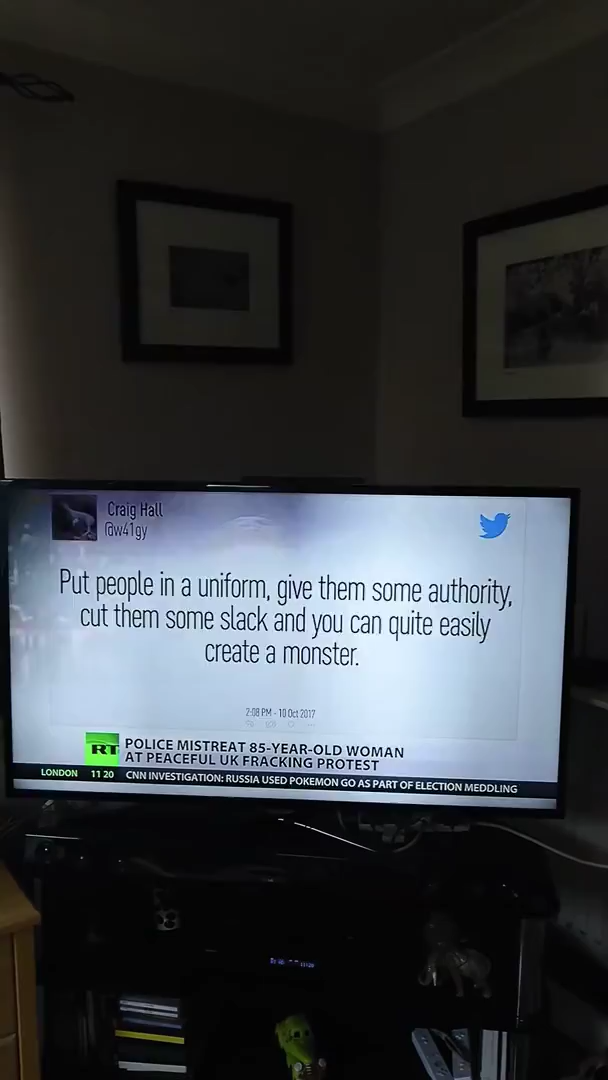 Craig Hall
@w41gy
Put people in a uniform, give them some authority,
cut them some slack and you can quite easily
create a monster.
2:08 PM - 10 Oct 2017
RT
POLICE MISTREAT 85-YEAR-OLD WOMAN
AT PEACEFUL UK FRACKING PROTEST
LONDON 11 20 CNN INVESTIGATION: RUSSIA USED POKEMON GO AS PART OF ELECTION MEDDLING